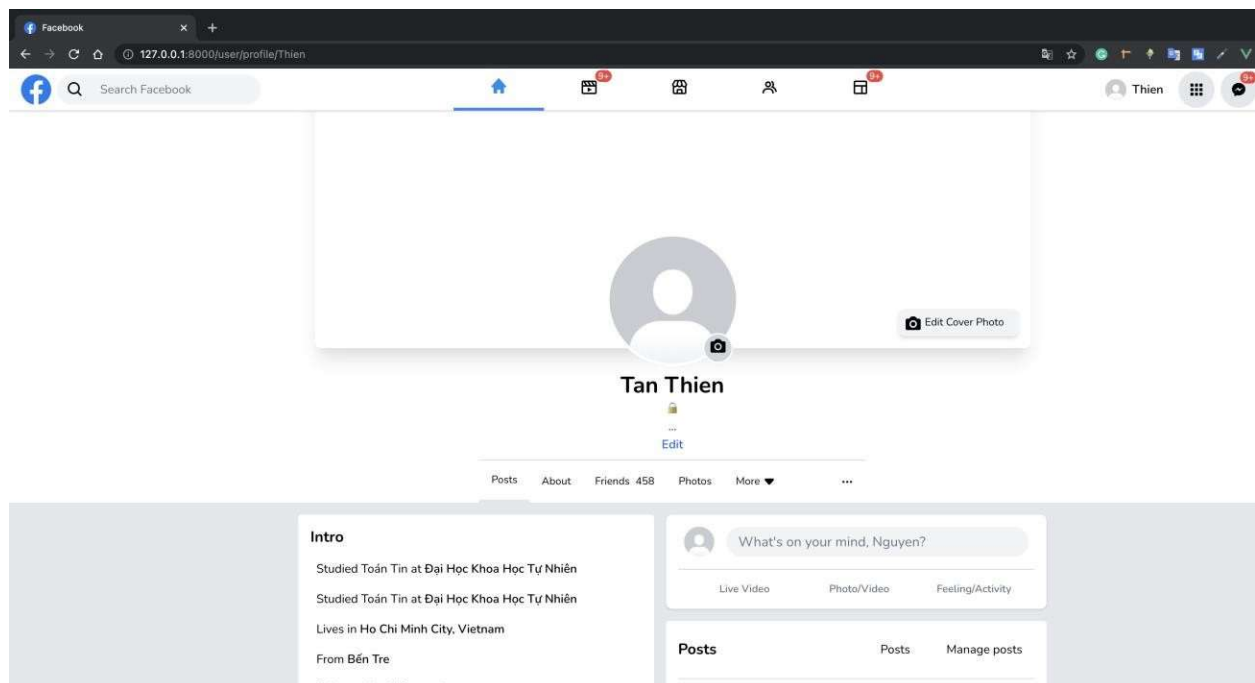 Facebook
127.0.0.1:8000/user/profile/Thien
Search Facebook
9+
9+
Thien
9+
Edit Cover Photo
Tan Thien
...
Edit
Posts About Friends 458 Photos More ...
Intro
Studied Toán Tin at Đại Học Khoa Học Tự Nhiên
Studied Toán Tin at Đại Học Khoa Học Tự Nhiên
Lives in Ho Chi Minh City, Vietnam
From Bến Tre
What's on your mind, Nguyen?
Live Video Photo/Video Feeling/Activity
Posts Posts Manage posts